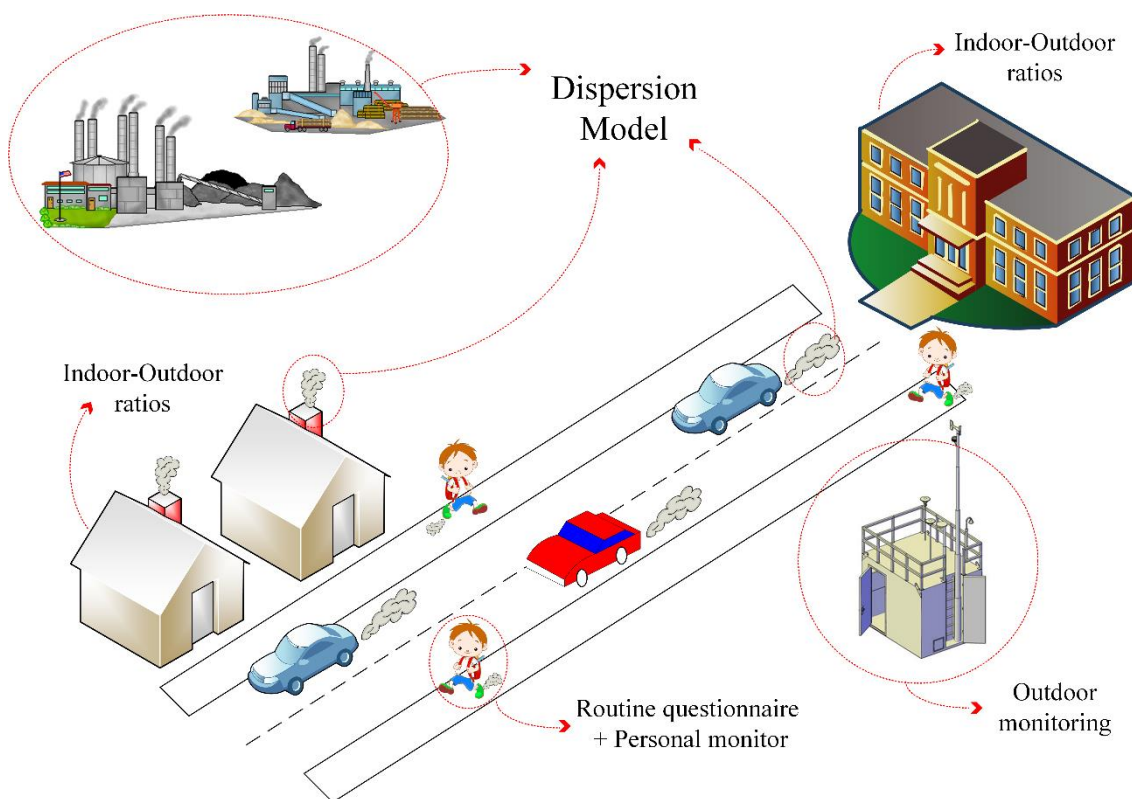 Indoor-Outdoor
ratios
Dispersion
Model
Indoor-Outdoor
ratios
Routine questionnaire
+ Personal monitor
Outdoor
monitoring